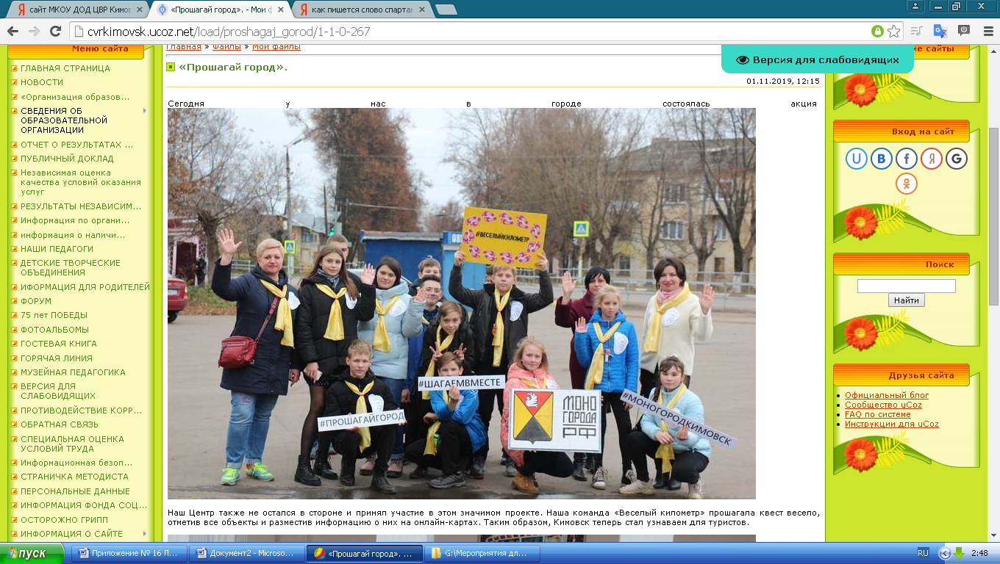 сайт МКОУ ДОД ЦВР Кимов
«Прошагай город». - Мои ф
как пишется слово спартак
cvrkimovsk.ucoz.net/load/proshagaj_gorod/1-1-0-267
Меню сайта
ГЛАВНАЯ СТРАНИЦА
НОВОСТИ
«Организация образов...
СВЕДЕНИЯ ОБ
ОБРАЗОВАТЕЛЬНОЙ
ОРГАНИЗАЦИИ
ОТЧЕТ О РЕЗУЛЬТАТАХ ...
ПУБЛИЧНЫЙ ДОКЛАД
Независимая оценка
качества условий оказания
услуг
РЕЗУЛЬТАТЫ НЕЗАВИСИМ...
Информация по органи...
информация о наличи...
НАШИ ПЕДАГОГИ
ДЕТСКИЕ ТВОРЧЕСКИЕ
ОБЪЕДИНЕНИЯ
ИФОРМАЦИЯ ДЛЯ РОДИТЕЛЕЙ
ФОРУМ
75 лет ПОБЕДЫ
ФОТОАЛЬБОМЫ
ГОСТЕВАЯ КНИГА
ГОРЯЧАЯ ЛИНИЯ
МУЗЕЙНАЯ ПЕДАГОГИКА
ВЕРСИЯ ДЛЯ
СЛАБОВИДЯЩИХ
ПРОТИВОДЕЙСТВИЕ КОРР...
ОБРАТНАЯ СВЯЗЬ
СПЕЦИАЛЬНАЯ ОЦЕНКА
УСЛОВИЙ ТРУДА
Информационная безоп...
СТРАНИЧКА МЕТОДИСТА
ПЕРСОНАЛЬНЫЕ ДАННЫЕ
ИНФОРМАЦИЯ ФОНДА СОЦ...
ОСТОРОЖНО ГРИПП
ИНФОРМАЦИЯ О САЙТЕ
Главная » Файлы » Мои файлы
«Прошагай город».
01.11.2019, 12:15
Сегодня у нас в городе состоялась акция
#ВЕСЕЛЫЙКИЛОМЕТР
#ШАГАЕМВМЕСТЕ
#ПРОШАГАЙГОРОД
МОНО
ГОРОДА
РФ
#МОНОГОРОДКИМОВСК
Наш Центр также не остался в стороне и принял участие в этом значимом проекте. Наша команда «Веселый километр» прошагала квест весело,
отметив все объекты и разместив информацию о них на онлайн-картах. Таким образом, Кимовск теперь стал узнаваем для туристов.
Версия для слабовидящих
ие сайты
Вход на сайт
Поиск
Найти
Друзья сайта
Официальный блог
Сообщество uCoz
FAQ по системе
Инструкции для uCoz
пуск
Приложение № 16 Л...
Документ2 - Microso...
«Прошагай город». ...
G:\Мероприятия дл...
RU
2:48